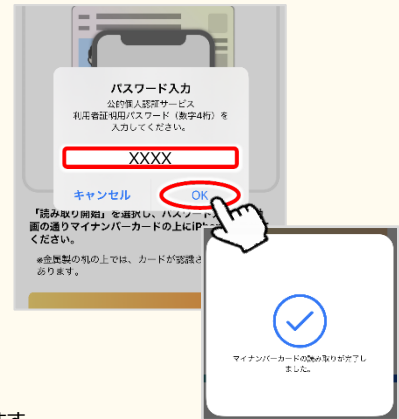 パスワード入力
公的個人認証サービス
利用者証明用パスワード（数字4桁）を
入力してください。
XXXX
キャンセル OK
「読み取り開始」を選択し、パスワード
画の通りマイナンバーカードの上にiPh
ください。
※金属製の机の上では、カードが認識さ
あります。
マイナンバーカードの読み取りが完了し
ました。
ます